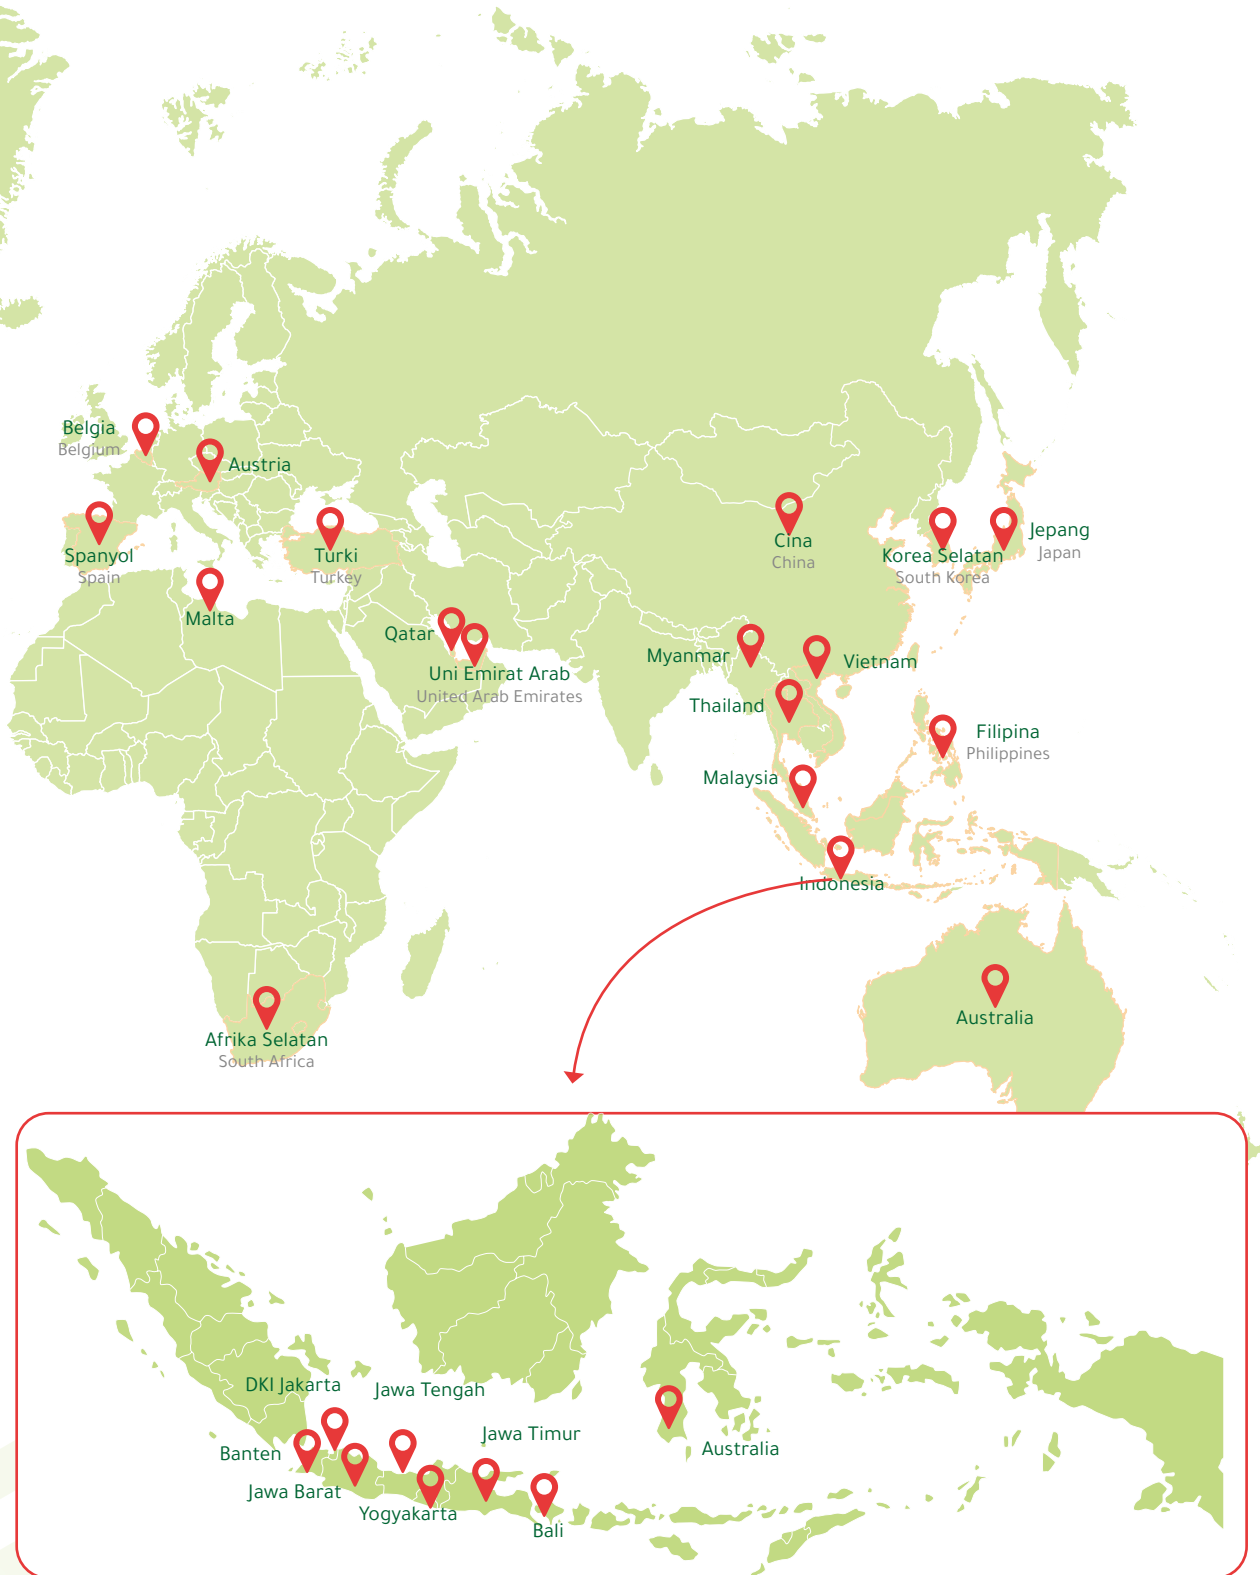 Belgia
Belgium
Austria
Spanyol
Spain
Turki
Turkey
Malta
Qatar
Uni Emirat Arab
United Arab Emirates
Cina
China
Korea Selatan
South Korea
Jepang
Japan
Myanmar
Vietnam
Thailand
Filipina
Philippines
Malaysia
Indonesia
Afrika Selatan
South Africa
Australia
DKI Jakarta
Jawa Tengah
Jawa Timur
Banten
Australia
Jawa Barat
Yogyakarta
Bali